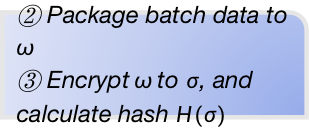 ② Package batch data to
ω
③ Encrypt ω to σ, and
calculate hash H(σ)